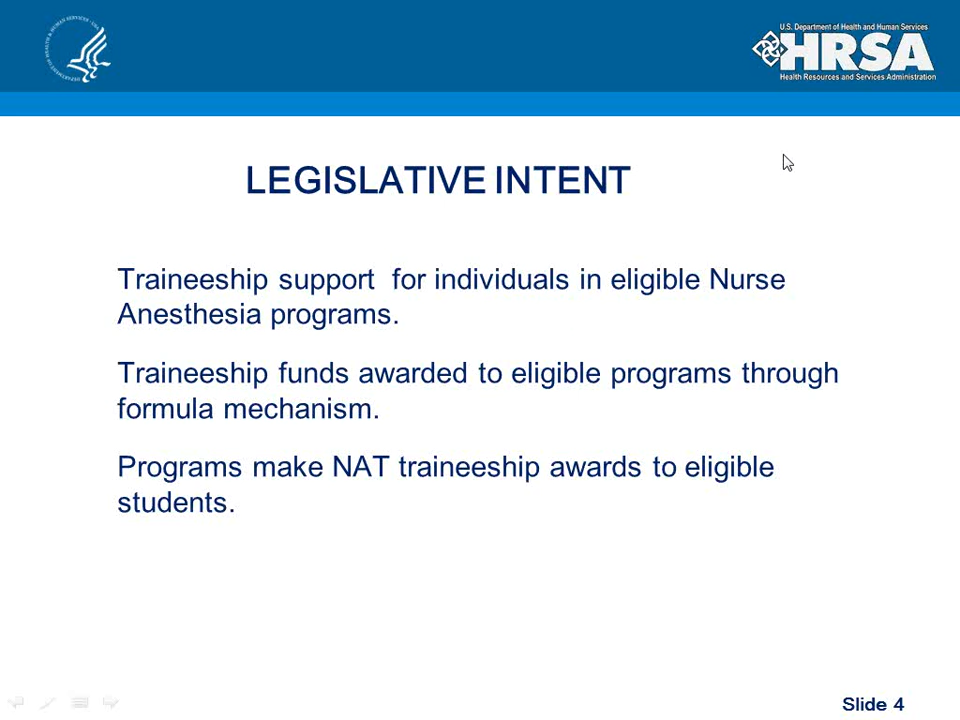 U.S. Department of Health and Human Services
HRSA
Health Resources and Services Administration
LEGISLATIVE INTENT
Traineeship support  for individuals in eligible Nurse
Anesthesia programs.
Traineeship funds awarded to eligible programs through
formula mechanism.
Programs make NAT traineeship awards to eligible
students.
Slide 4